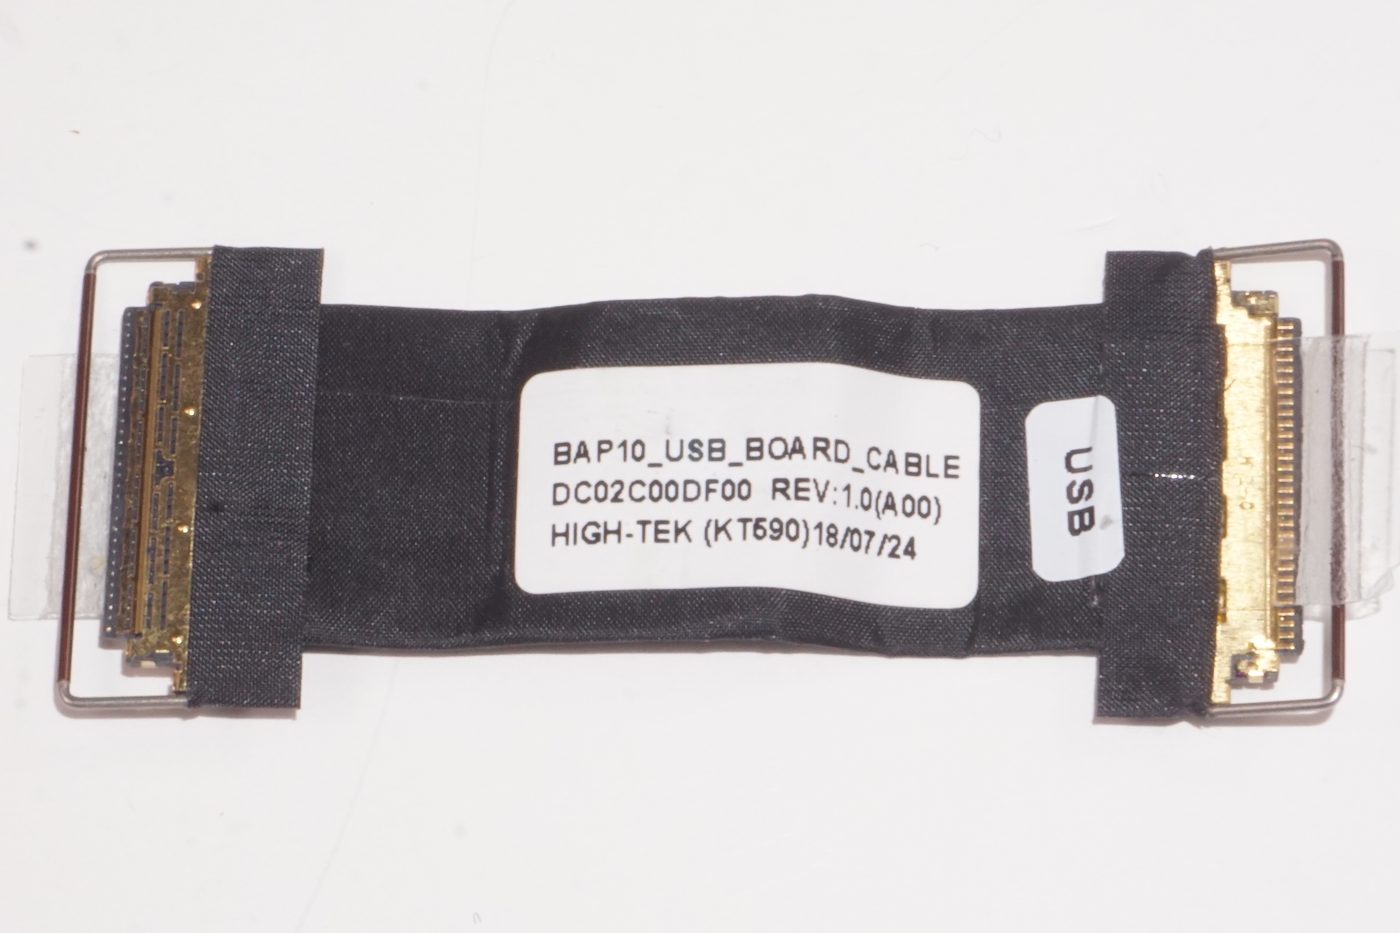 BAP10_USB_BOARD_CABLE
DC02C00DF00 REV:1.0(A00)
HIGH-TEK (KT590)18/07/24
USB